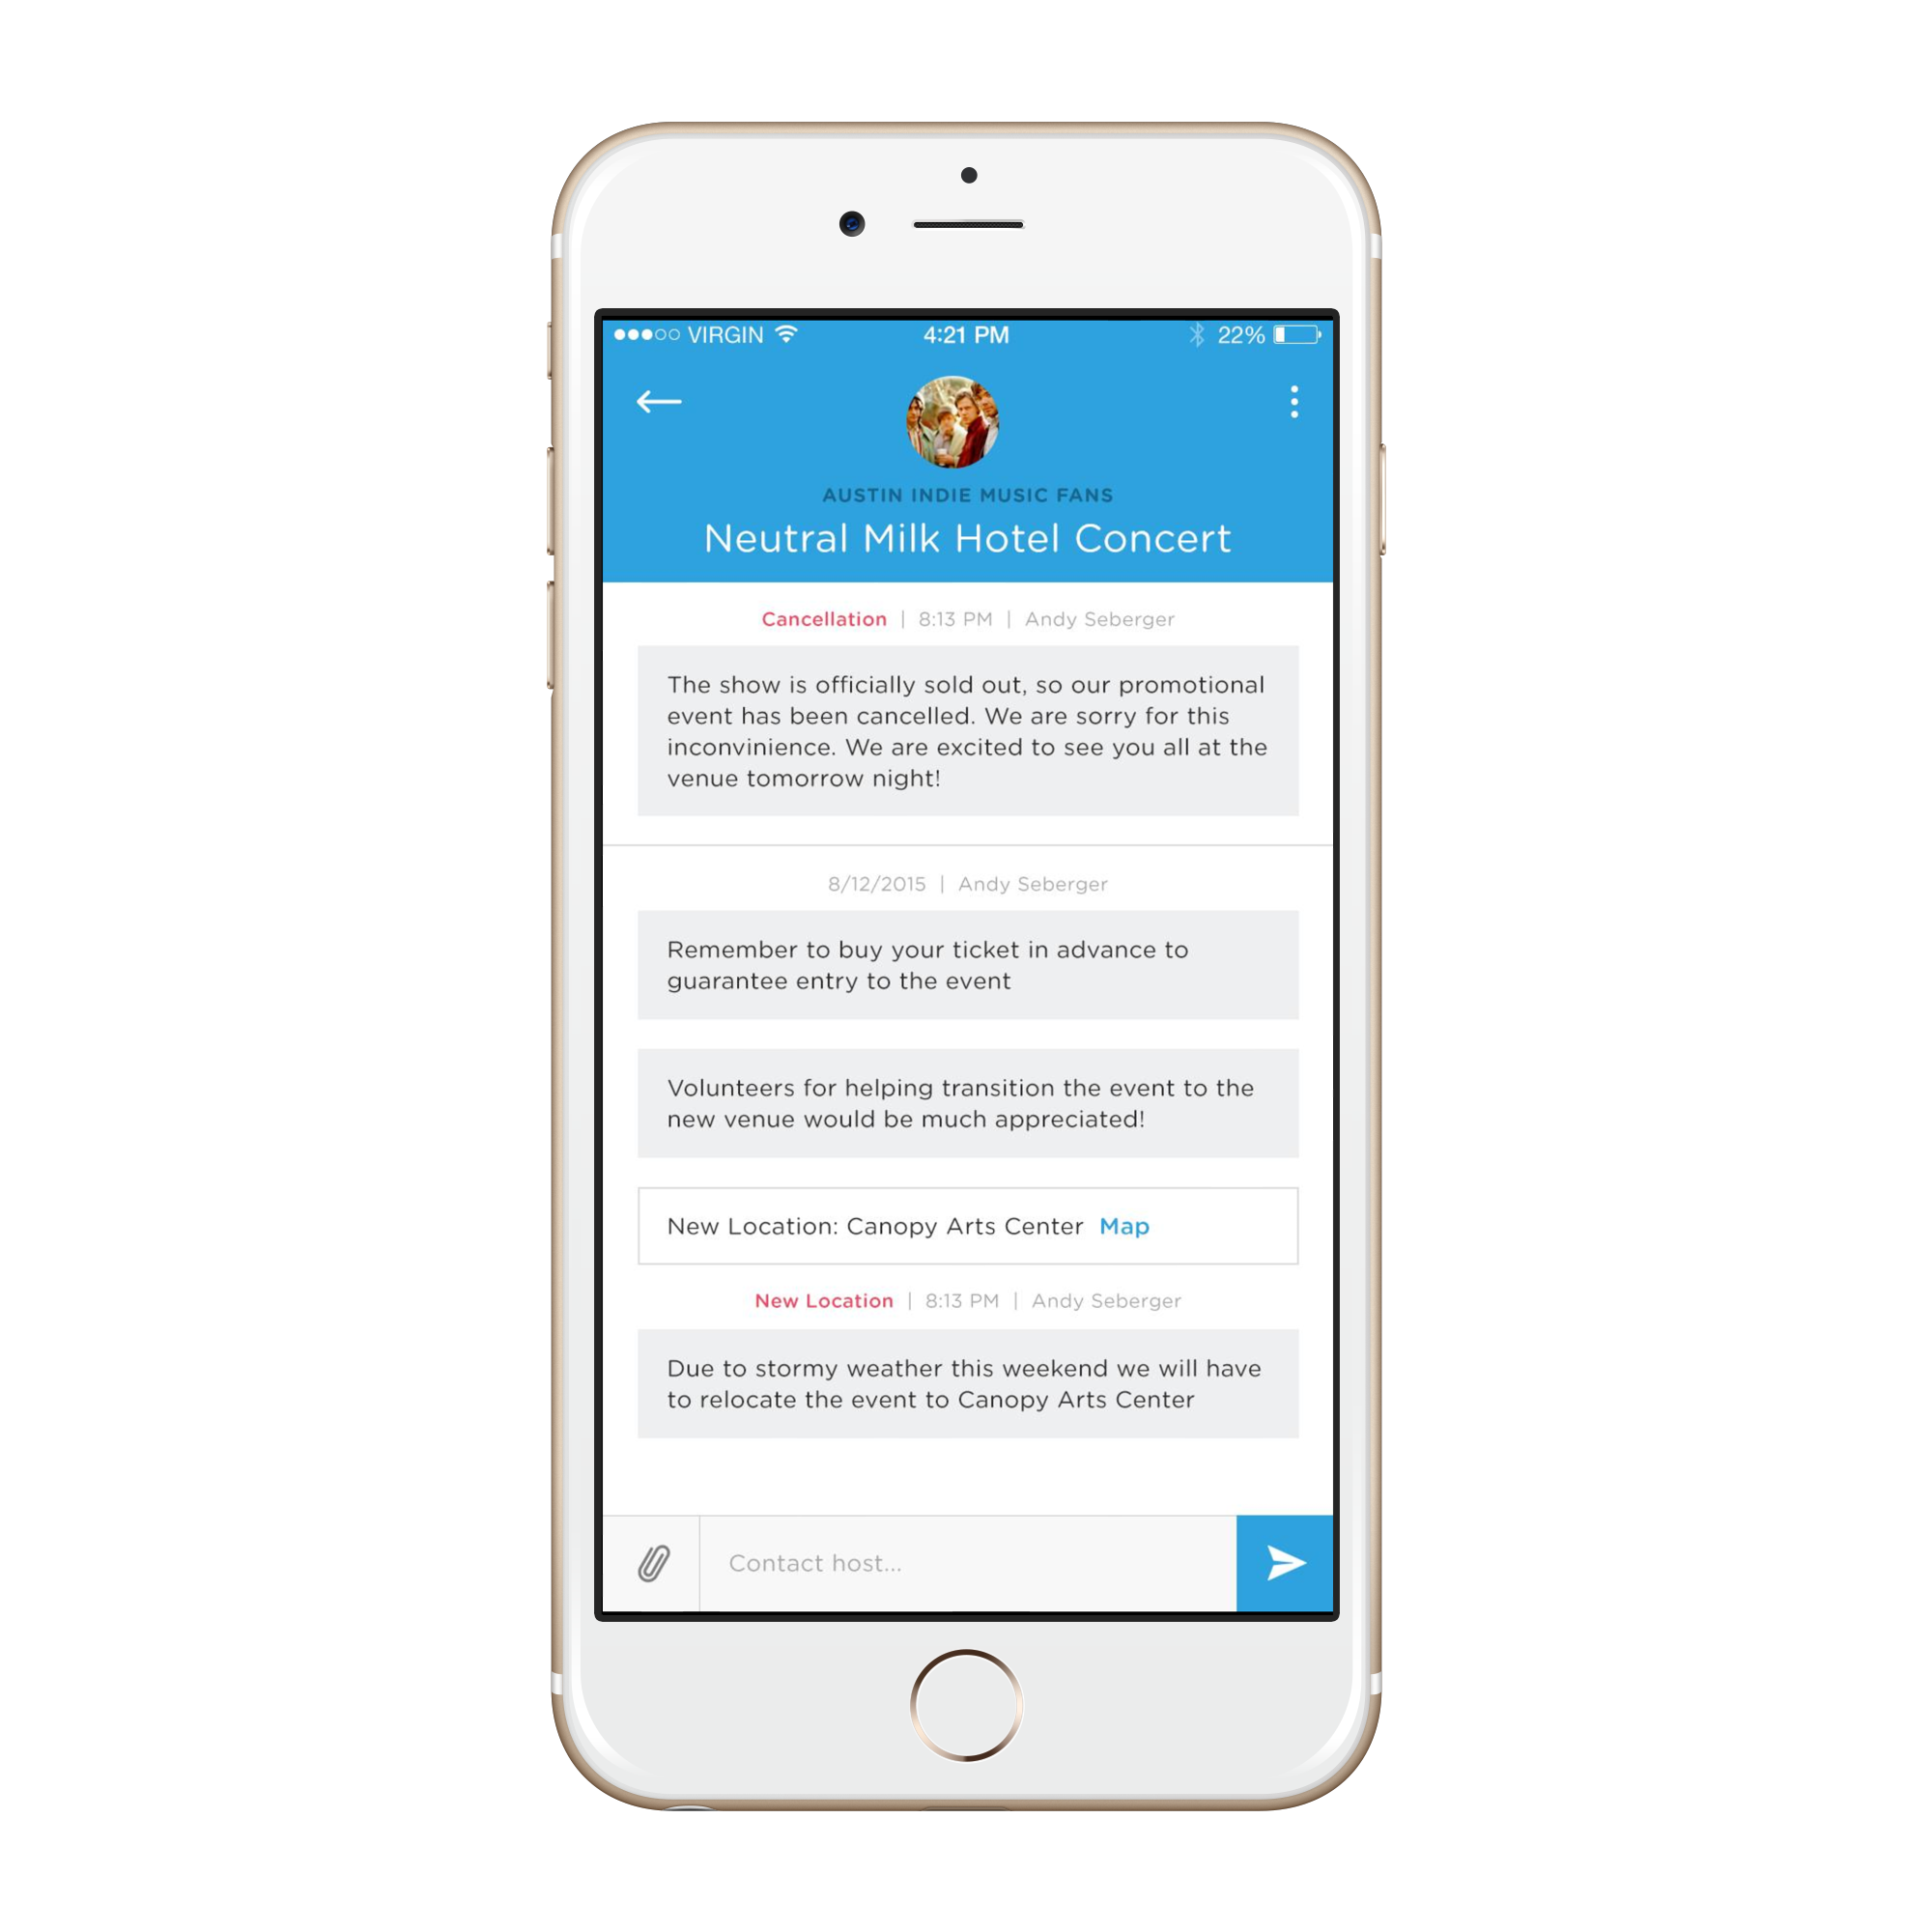 VIRGIN 4:21 PM 22%
AUSTIN INDIE MUSIC FANS
Neutral Milk Hotel Concert
Cancellation | 8:13 PM | Andy Seberger
The show is officially sold out, so our promotional
event has been cancelled. We are sorry for this
inconvinience. We are excited to see you all at the
venue tomorrow night!
8/12/2015 | Andy Seberger
Remember to buy your ticket in advance to
guarantee entry to the event
Volunteers for helping transition the event to the
new venue would be much appreciated!
New Location: Canopy Arts Center Map
New Location | 8:13 PM | Andy Seberger
Due to stormy weather this weekend we will have
to relocate the event to Canopy Arts Center
Contact host...